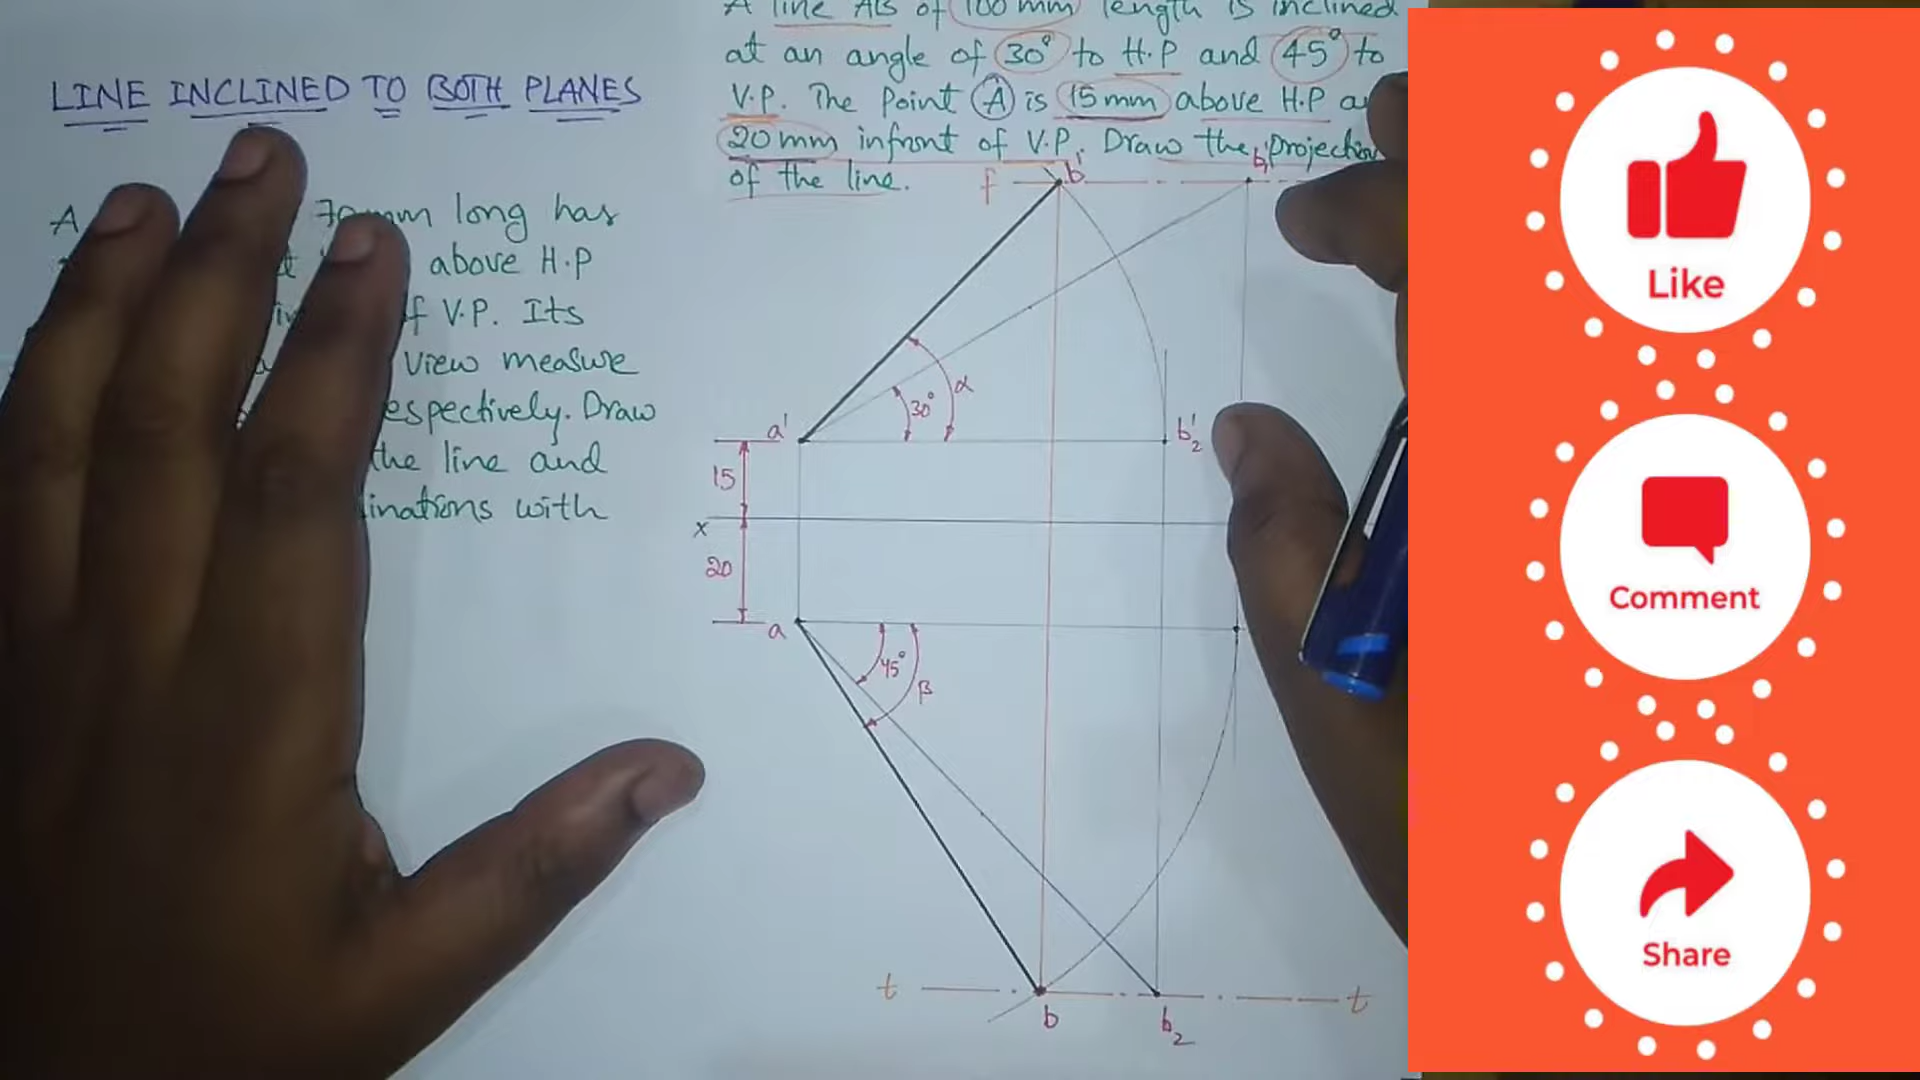 LINE INCLINED TO BOTH PLANES
A 70mm long has
above H.P
f V.P. Its
View measure
espectively. Draw
the line and
inations with
A line AB of 100 mm length is inclined
at an angle of 30° to H.P and 45° to
V.P. The Point A is 15mm above H.P a
20 mm infront of V.P. Draw the projection
of the line.
f b' b1'
a' 30° α b2'
15
x
20
a 45° β
t t
b b2
Like
Comment
Share